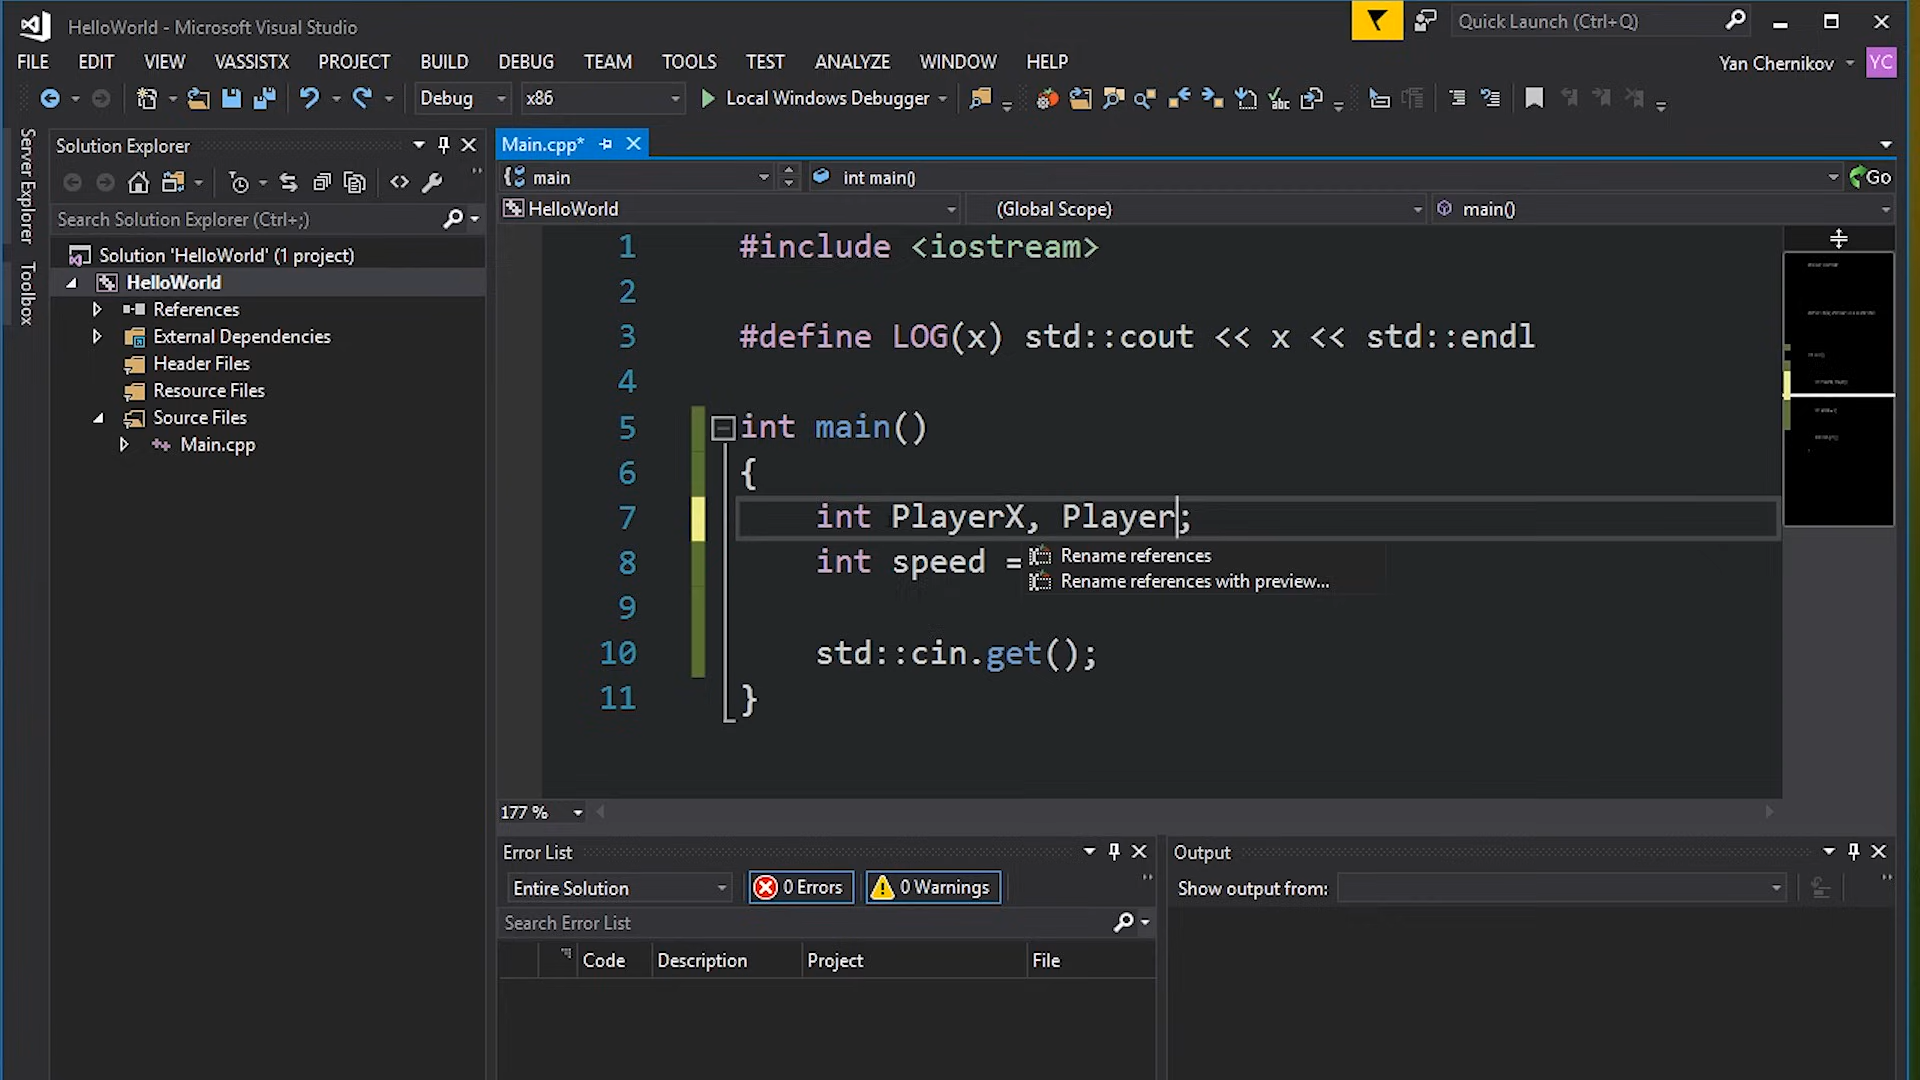 HelloWorld - Microsoft Visual Studio
Quick Launch (Ctrl+Q)
FILE EDIT VIEW VASSISTX PROJECT BUILD DEBUG TEAM TOOLS TEST ANALYZE WINDOW HELP
Yan Chernikov YC
Debug x86 Local Windows Debugger
Server Explorer
Toolbox
Solution Explorer
Search Solution Explorer (Ctrl+;)
Solution 'HelloWorld' (1 project)
HelloWorld
References
External Dependencies
Header Files
Resource Files
Source Files
Main.cpp
Main.cpp*
main int main() Go
HelloWorld (Global Scope) main()
1 #include <iostream>
2
3 #define LOG(x) std::cout << x << std::endl
4
5 int main()
6 {
7 int PlayerX, Player;
8 int speed =
Rename references
Rename references with preview...
9
10 std::cin.get();
11 }
177 %
Error List
Entire Solution 0 Errors 0 Warnings
Search Error List
Code Description Project File
Output
Show output from: